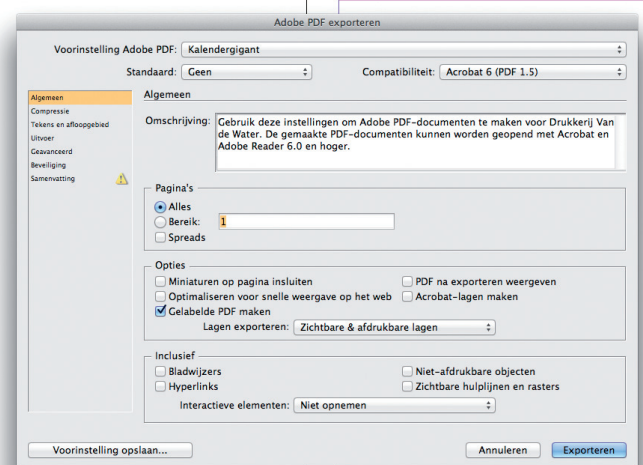 Adobe PDF exporteren
Voorinstelling Adobe PDF: Kalendergigant
Standaard: Geen Compatibiliteit: Acrobat 6 (PDF 1.5)
Algemeen
Compressie
Tekens en afloopgebied
Uitvoer
Geavanceerd
Beveiliging
Samenvatting
Algemeen
Omschrijving: Gebruik deze instellingen om Adobe PDF-documenten te maken voor Drukkerij Van
de Water. De gemaakte PDF-documenten kunnen worden geopend met Acrobat en
Adobe Reader 6.0 en hoger.
Pagina's
Alles
Bereik: 1
Spreads
Opties
Miniaturen op pagina insluiten PDF na exporteren weergeven
Optimaliseren voor snelle weergave op het web Acrobat-lagen maken
Gelabelde PDF maken
Lagen exporteren: Zichtbare & afdrukbare lagen
Inclusief
Bladwijzers Niet-afdrukbare objecten
Hyperlinks Zichtbare hulplijnen en rasters
Interactieve elementen: Niet opnemen
Voorinstelling opslaan... Annuleren Exporteren